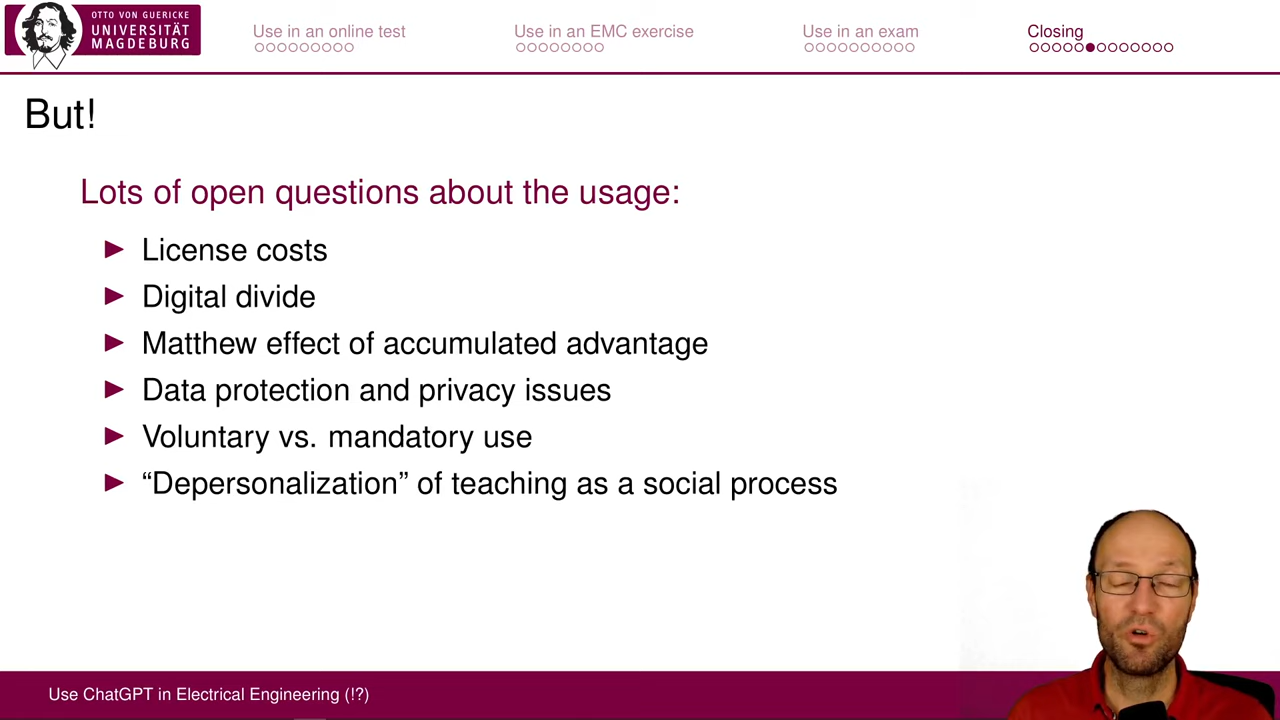 OTTO VON GUERICKE
UNIVERSITÄT
MAGDEBURG
Use in an online test
Use in an EMC exercise
Use in an exam
Closing
But!
Lots of open questions about the usage:
License costs
Digital divide
Matthew effect of accumulated advantage
Data protection and privacy issues
Voluntary vs. mandatory use
“Depersonalization” of teaching as a social process
Use ChatGPT in Electrical Engineering (!?)